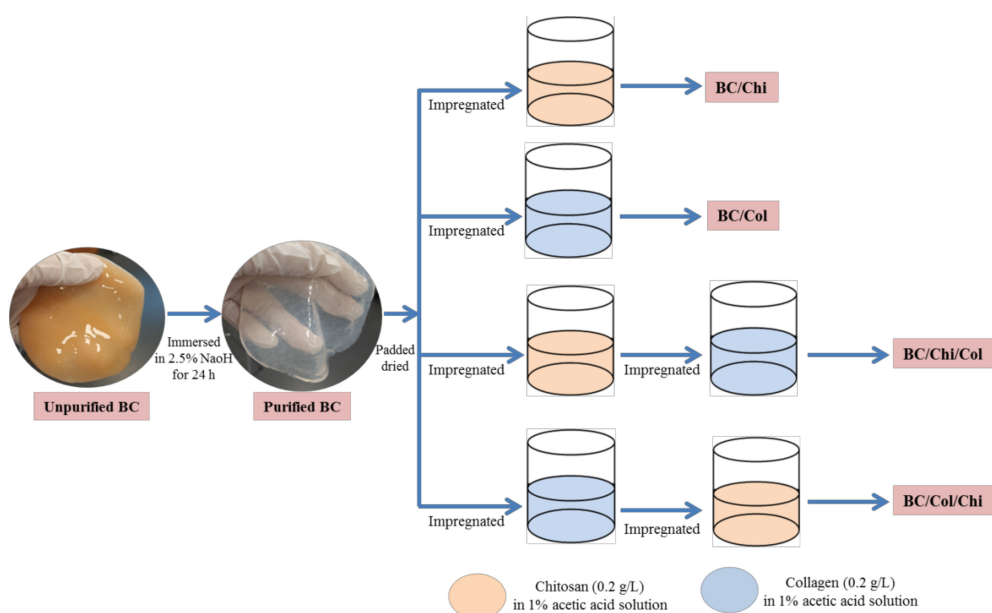 Impregnated
BC/Chi
Impregnated
BC/Col
Immersed
in 2.5% NaoH
for 24 h
Padded
dried
Unpurified BC
Purified BC
Impregnated
Impregnated
BC/Chi/Col
Impregnated
Impregnated
BC/Col/Chi
Chitosan (0.2 g/L)
in 1% acetic acid solution
Collagen (0.2 g/L)
in 1% acetic acid solution